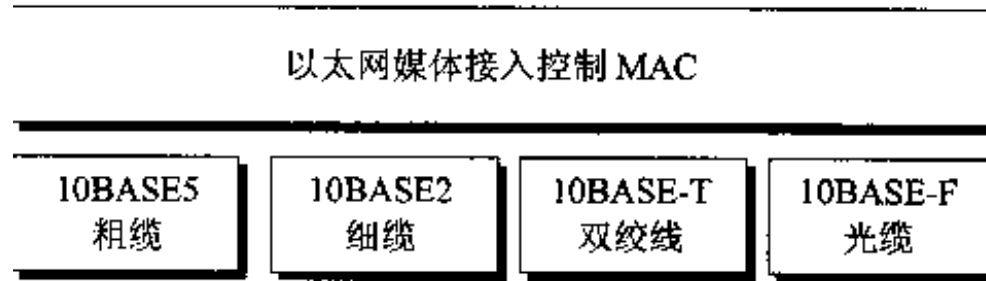 以太网媒体接入控制 MAC
10BASE5
粗缆
10BASE2
细缆
10BASE-T
双绞线
10BASE-F
光缆